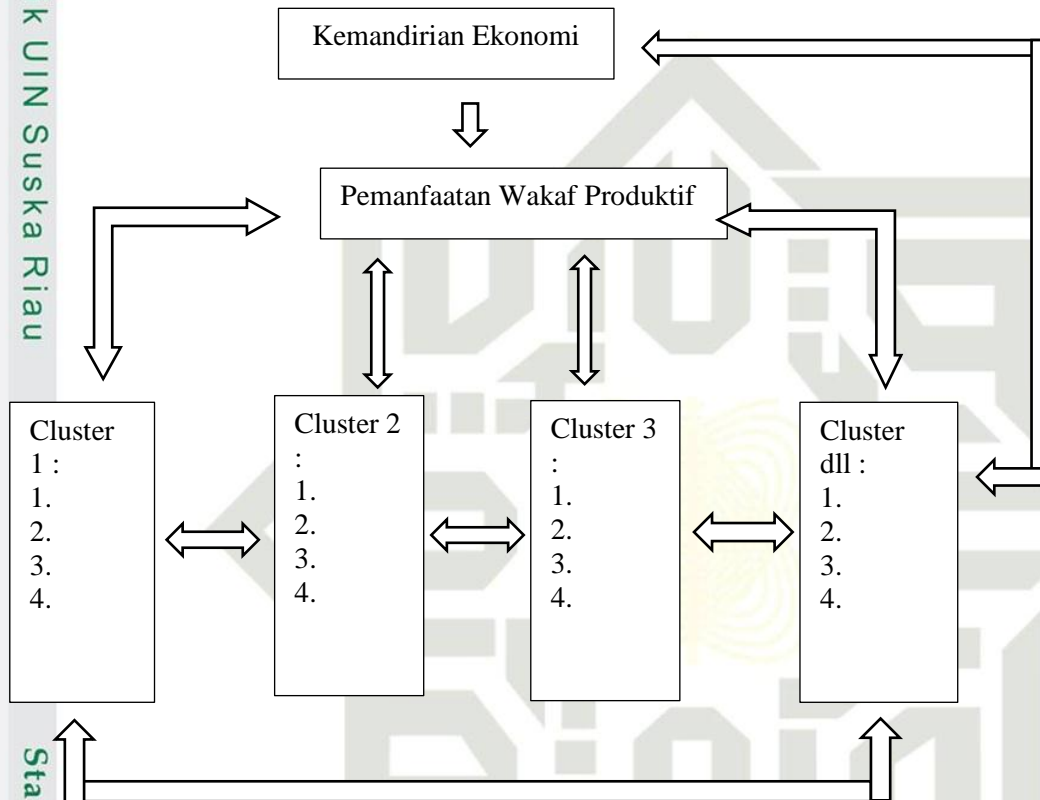 k UIN Suska Riau
Kemandirian Ekonomi
Pemanfaatan Wakaf Produktif
Cluster
1 :
1.
2.
3.
4.
Cluster 2
:
1.
2.
3.
4.
Cluster 3
:
1.
2.
3.
4.
Cluster
dll :
1.
2.
3.
4.
Sta